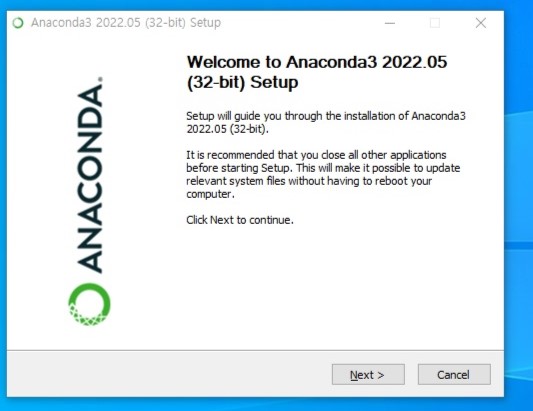 Anaconda3 2022.05 (32-bit) Setup
Welcome to Anaconda3 2022.05
(32-bit) Setup
Setup will guide you through the installation of Anaconda3
2022.05 (32-bit).
It is recommended that you close all other applications
before starting Setup. This will make it possible to update
relevant system files without having to reboot your
computer.
Click Next to continue.
ANACONDA.
Next >
Cancel